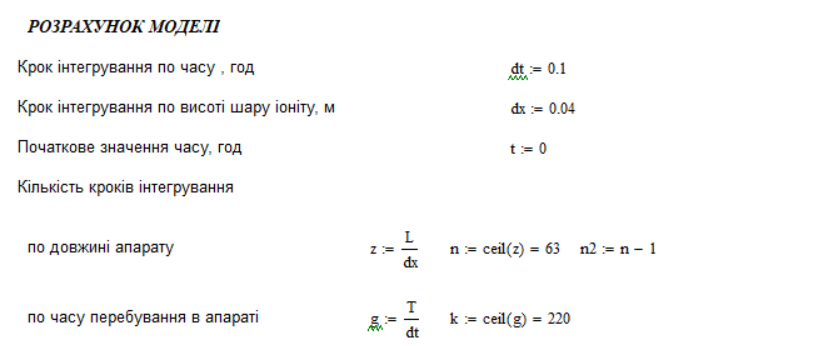 РОЗРАХУНОК МОДЕЛІ
Крок інтегрування по часу , год dt := 0.1
Крок інтегрування по висоті шару іоніту, м dx := 0.04
Початкове значення часу, год t := 0
Кількість кроків інтегрування
по довжині апарату z := L/dx n := ceil(z) = 63 n2 := n − 1
по часу перебування в апараті g := T/dt k := ceil(g) = 220